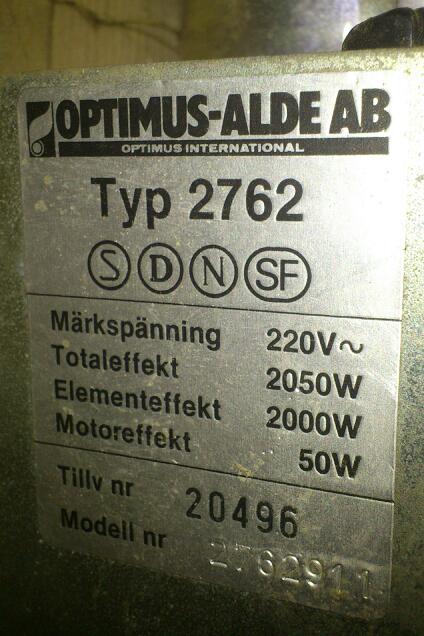 OPTIMUS-ALDE AB
OPTIMUS INTERNATIONAL
Typ 2762
S D N SF
Märkspänning 220V~
Totaleffekt 2050W
Elementeffekt 2000W
Motoreffekt 50W
Tillv nr 20496
Modell nr 2762911